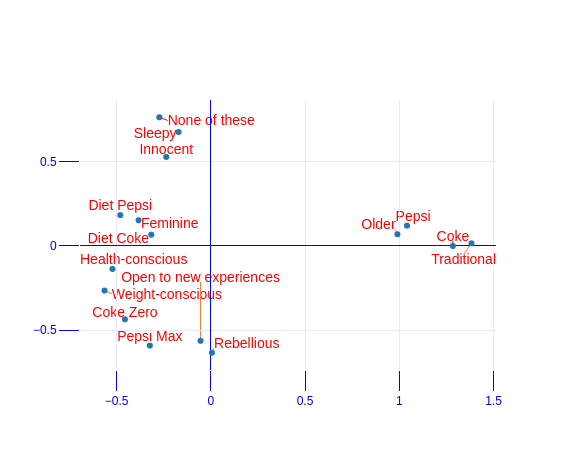 None of these
Sleepy
Innocent
0.5
Diet Pepsi
Feminine
Pepsi
Older
Diet Coke
Coke
0
Health-conscious
Traditional
Open to new experiences
Weight-conscious
Coke Zero
−0.5
Pepsi Max
Rebellious
−0.5
0
0.5
1
1.5